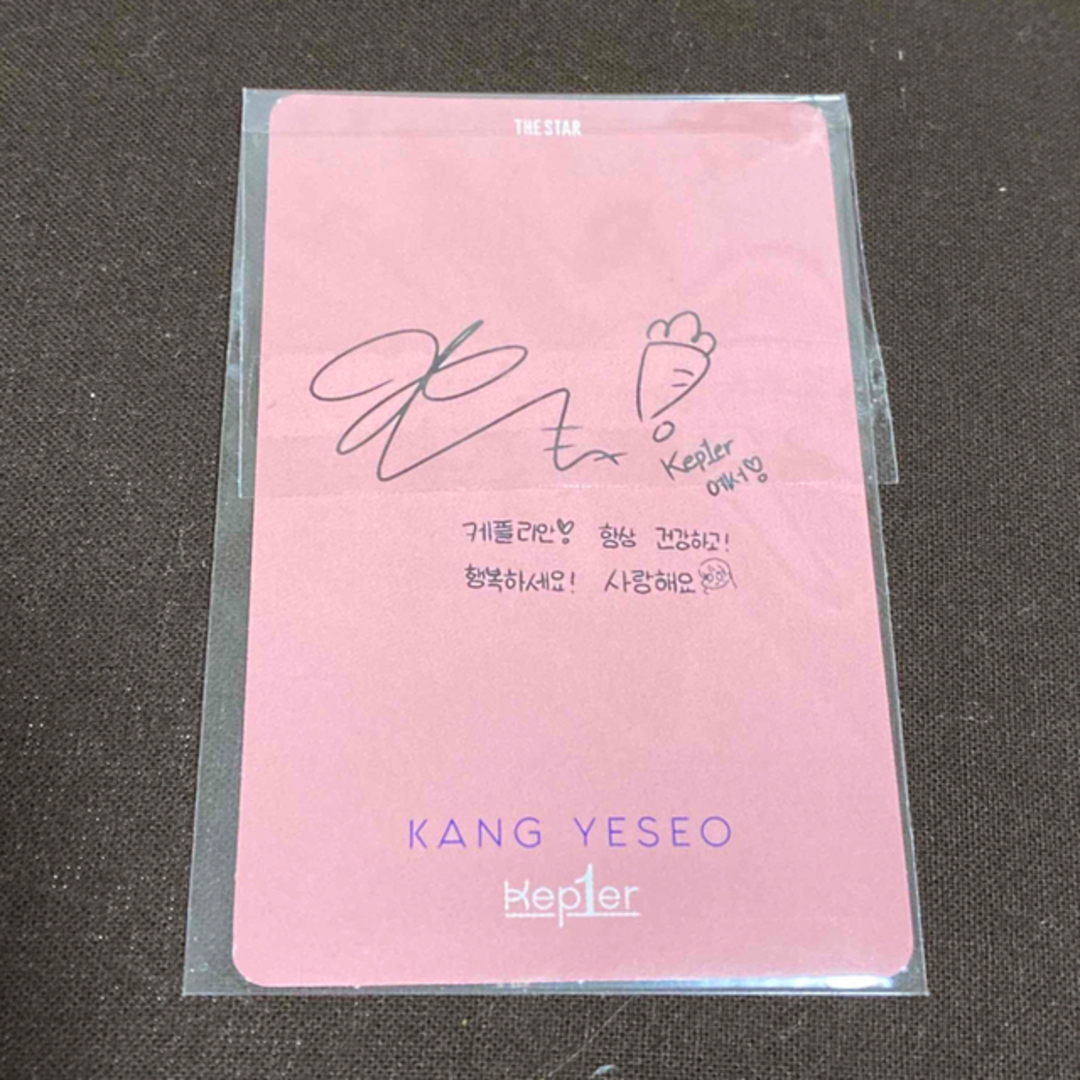 THE STAR
Kep1er
예서♡
케플리안♡ 항상 건강하고!
행복하세요! 사랑해요
KANG YESEO
Kep1er